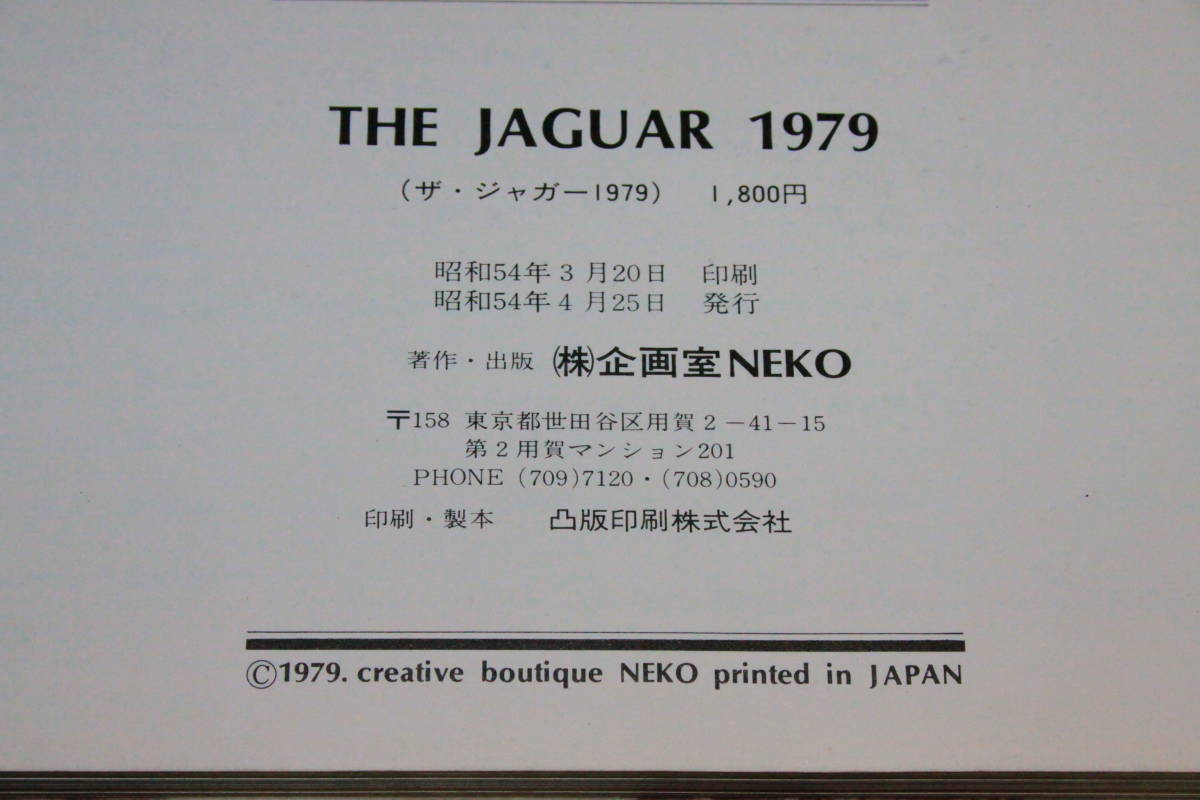 THE JAGUAR 1979
（ザ・ジャガー1979） 1,800円
昭和54年3月20日 印刷
昭和54年4月25日 発行
著作・出版 ㈱企画室NEKO
〒158 東京都世田谷区用賀2－41－15
第2用賀マンション201
PHONE (709)7120・(708)0590
印刷・製本 凸版印刷株式会社
©1979. creative boutique NEKO printed in JAPAN